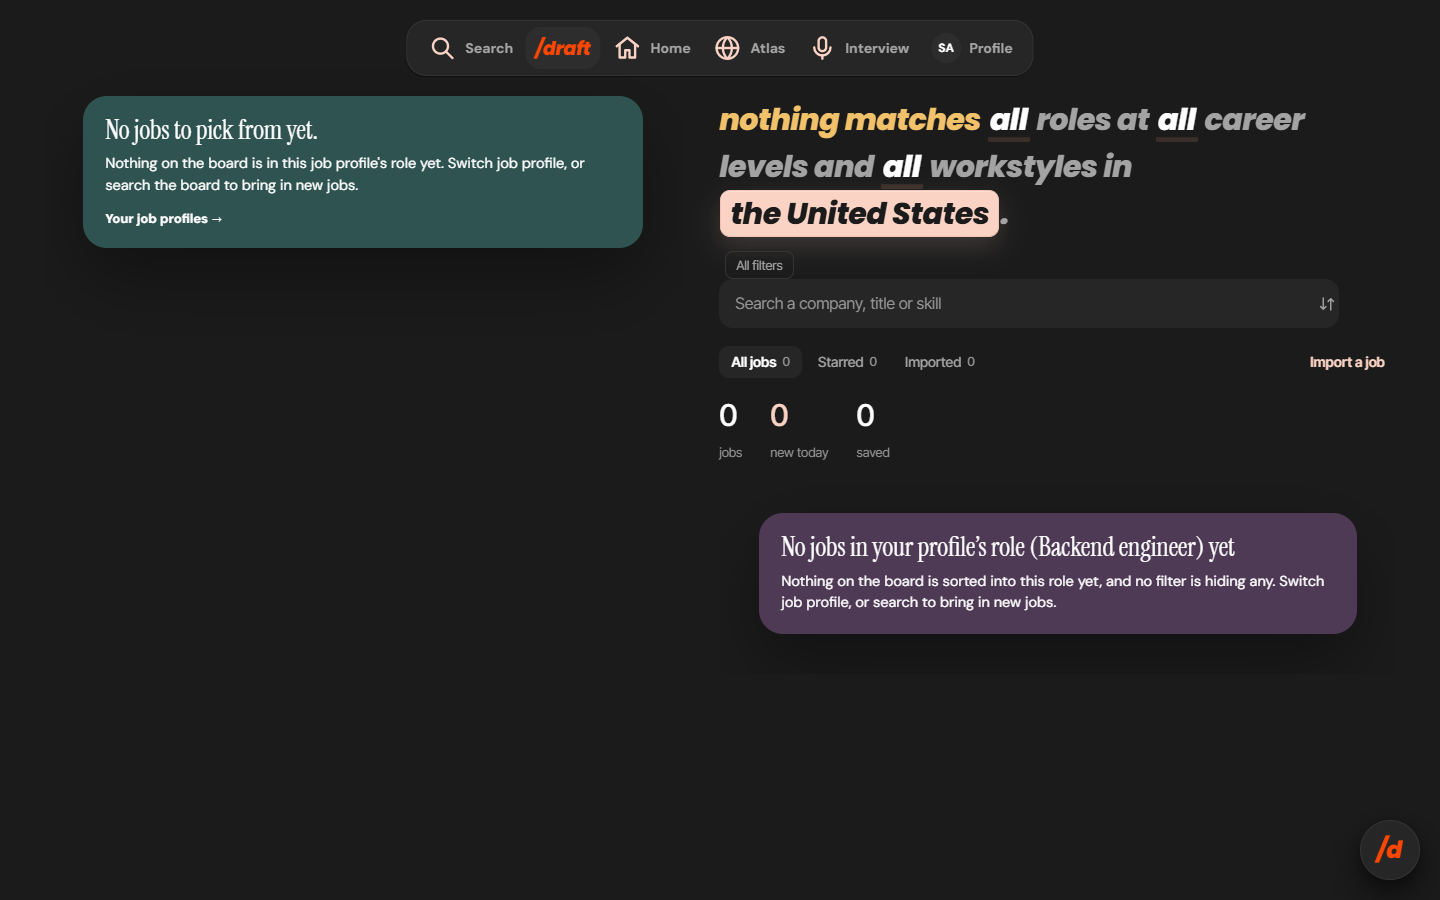 Search /draft Home Atlas Interview SA Profile
No jobs to pick from yet.
Nothing on the board is in this job profile's role yet. Switch job profile, or
search the board to bring in new jobs.
Your job profiles →
nothing matches all roles at all career
levels and all workstyles in
the United States .
All filters
Search a company, title or skill
All jobs 0 Starred 0 Imported 0 Import a job
0 0 0
jobs new today saved
No jobs in your profile’s role (Backend engineer) yet
Nothing on the board is sorted into this role yet, and no filter is hiding any. Switch
job profile, or search to bring in new jobs.
/d